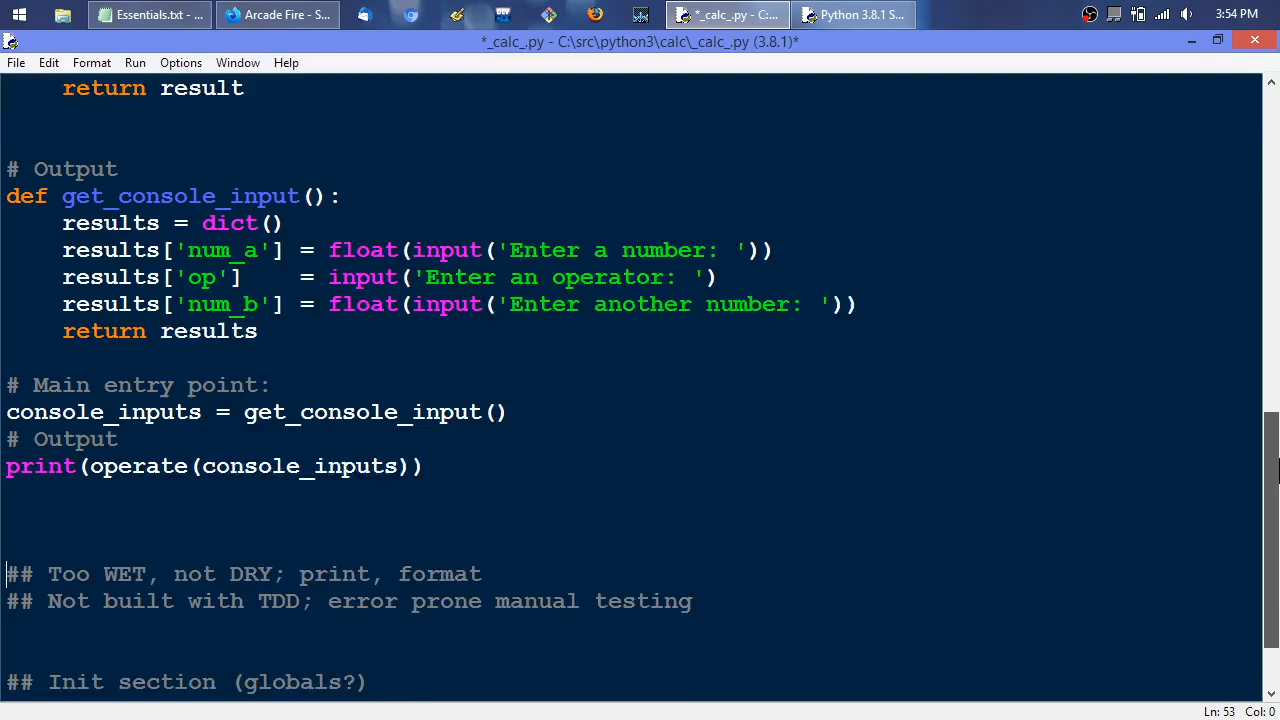 Essentials.txt - ...
Arcade Fire - S...
*_calc_.py - C:...
Python 3.8.1 S...
3:54 PM
*_calc_.py - C:\src\python3\calc\_calc_.py (3.8.1)*
File Edit Format Run Options Window Help
    return result
# Output
def get_console_input():
    results = dict()
    results['num_a'] = float(input('Enter a number: '))
    results['op']    = input('Enter an operator: ')
    results['num_b'] = float(input('Enter another number: '))
    return results
# Main entry point:
console_inputs = get_console_input()
# Output
print(operate(console_inputs))
## Too WET, not DRY; print, format
## Not built with TDD; error prone manual testing
## Init section (globals?)
Ln: 53 Col: 0